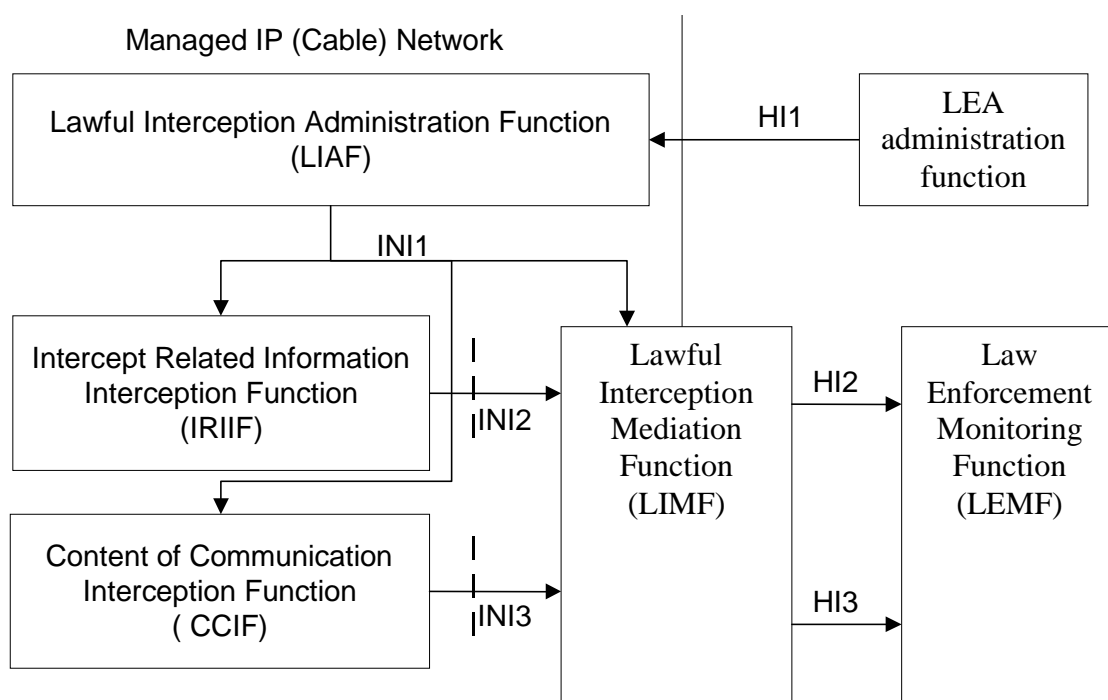 Managed IP (Cable) Network
Lawful Interception Administration Function
(LIAF)
HI1
LEA
administration
function
INI1
Intercept Related Information
Interception Function
(IRIIF)
INI2
Lawful
Interception
Mediation
Function
(LIMF)
HI2
Law
Enforcement
Monitoring
Function
(LEMF)
Content of Communication
Interception Function
( CCIF)
INI3
HI3